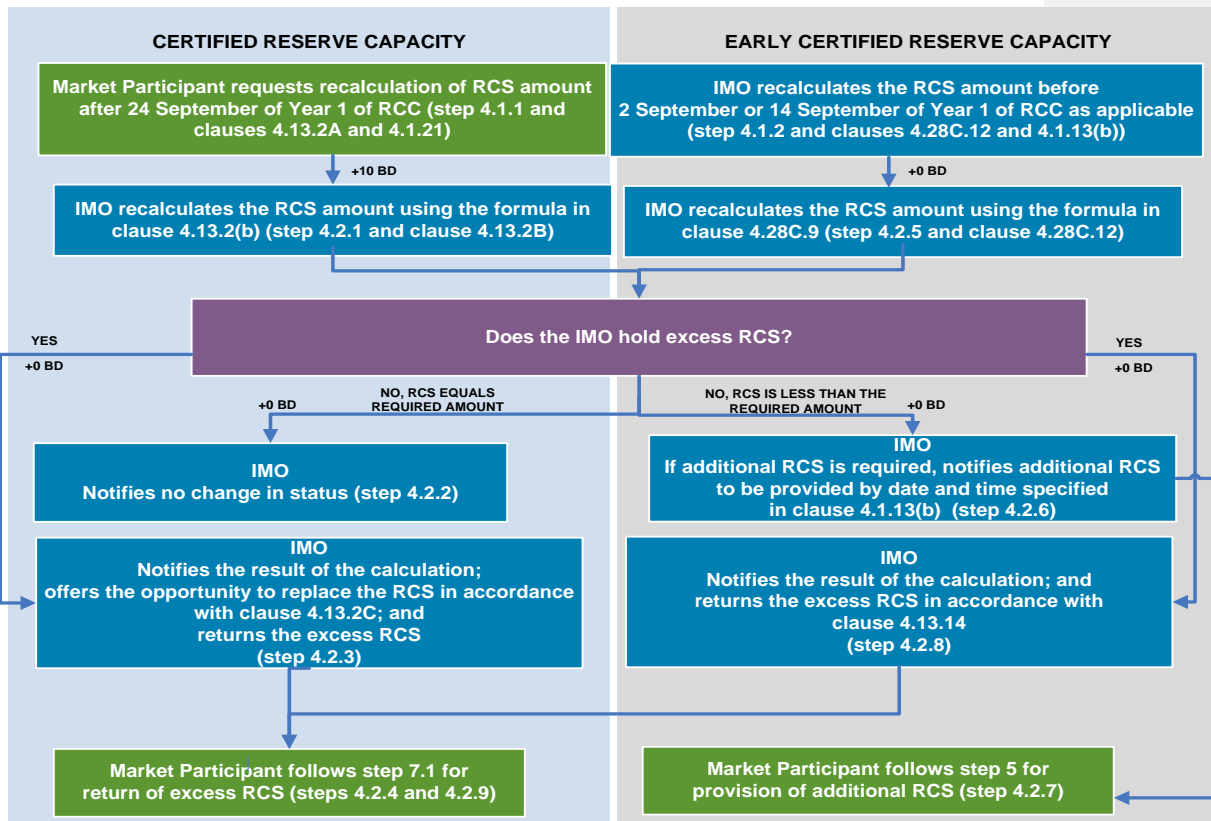 CERTIFIED RESERVE CAPACITY
EARLY CERTIFIED RESERVE CAPACITY
Market Participant requests recalculation of RCS amount
after 24 September of Year 1 of RCC (step 4.1.1 and
clauses 4.13.2A and 4.1.21)
IMO recalculates the RCS amount before
2 September or 14 September of Year 1 of RCC as applicable
(step 4.1.2 and clauses 4.28C.12 and 4.1.13(b))
+10 BD
+0 BD
IMO recalculates the RCS amount using the formula in
clause 4.13.2(b) (step 4.2.1 and clause 4.13.2B)
IMO recalculates the RCS amount using the formula in
clause 4.28C.9 (step 4.2.5 and clause 4.28C.12)
Does the IMO hold excess RCS?
YES
+0 BD
YES
+0 BD
NO, RCS EQUALS
REQUIRED AMOUNT
+0 BD
NO, RCS IS LESS THAN THE
REQUIRED AMOUNT
+0 BD
IMO
Notifies no change in status (step 4.2.2)
IMO
If additional RCS is required, notifies additional RCS
to be provided by date and time specified
in clause 4.1.13(b) (step 4.2.6)
IMO
Notifies the result of the calculation;
offers the opportunity to replace the RCS in accordance
with clause 4.13.2C; and
returns the excess RCS
(step 4.2.3)
IMO
Notifies the result of the calculation; and
returns the excess RCS in accordance with
clause 4.13.14
(step 4.2.8)
Market Participant follows step 7.1 for
return of excess RCS (steps 4.2.4 and 4.2.9)
Market Participant follows step 5 for
provision of additional RCS (step 4.2.7)